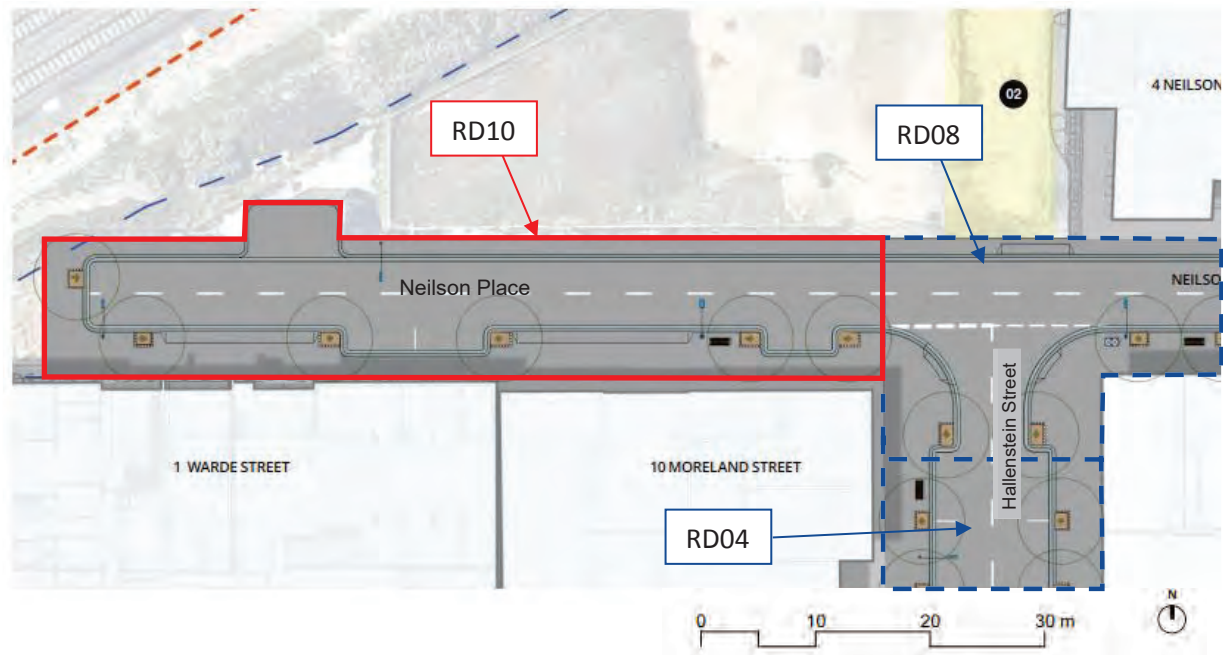 02
4 NEILSON
RD10
RD08
Neilson Place
NEILSO
Hallenstein Street
1 WARDE STREET
10 MORELAND STREET
RD04
N
0 10 20 30 m